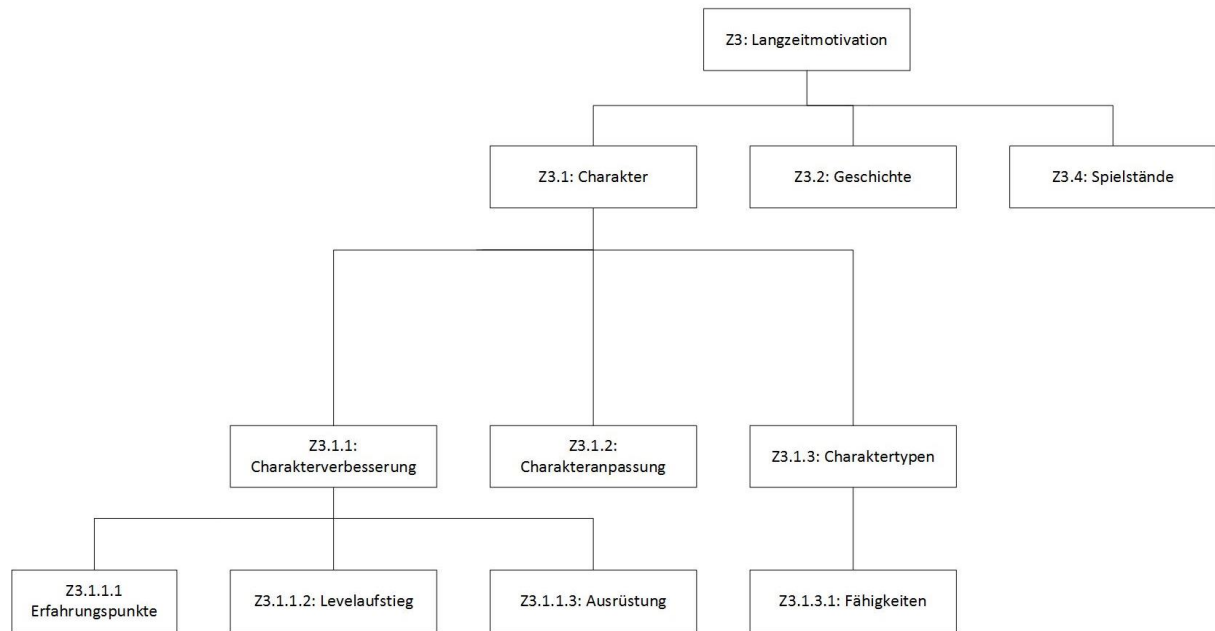 Z3: Langzeitmotivation
Z3.1: Charakter
Z3.2: Geschichte
Z3.4: Spielstände
Z3.1.1:
Charakterverbesserung
Z3.1.2:
Charakteranpassung
Z3.1.3: Charaktertypen
Z3.1.1.1
Erfahrungspunkte
Z3.1.1.2: Levelaufstieg
Z3.1.1.3: Ausrüstung
Z3.1.3.1: Fähigkeiten